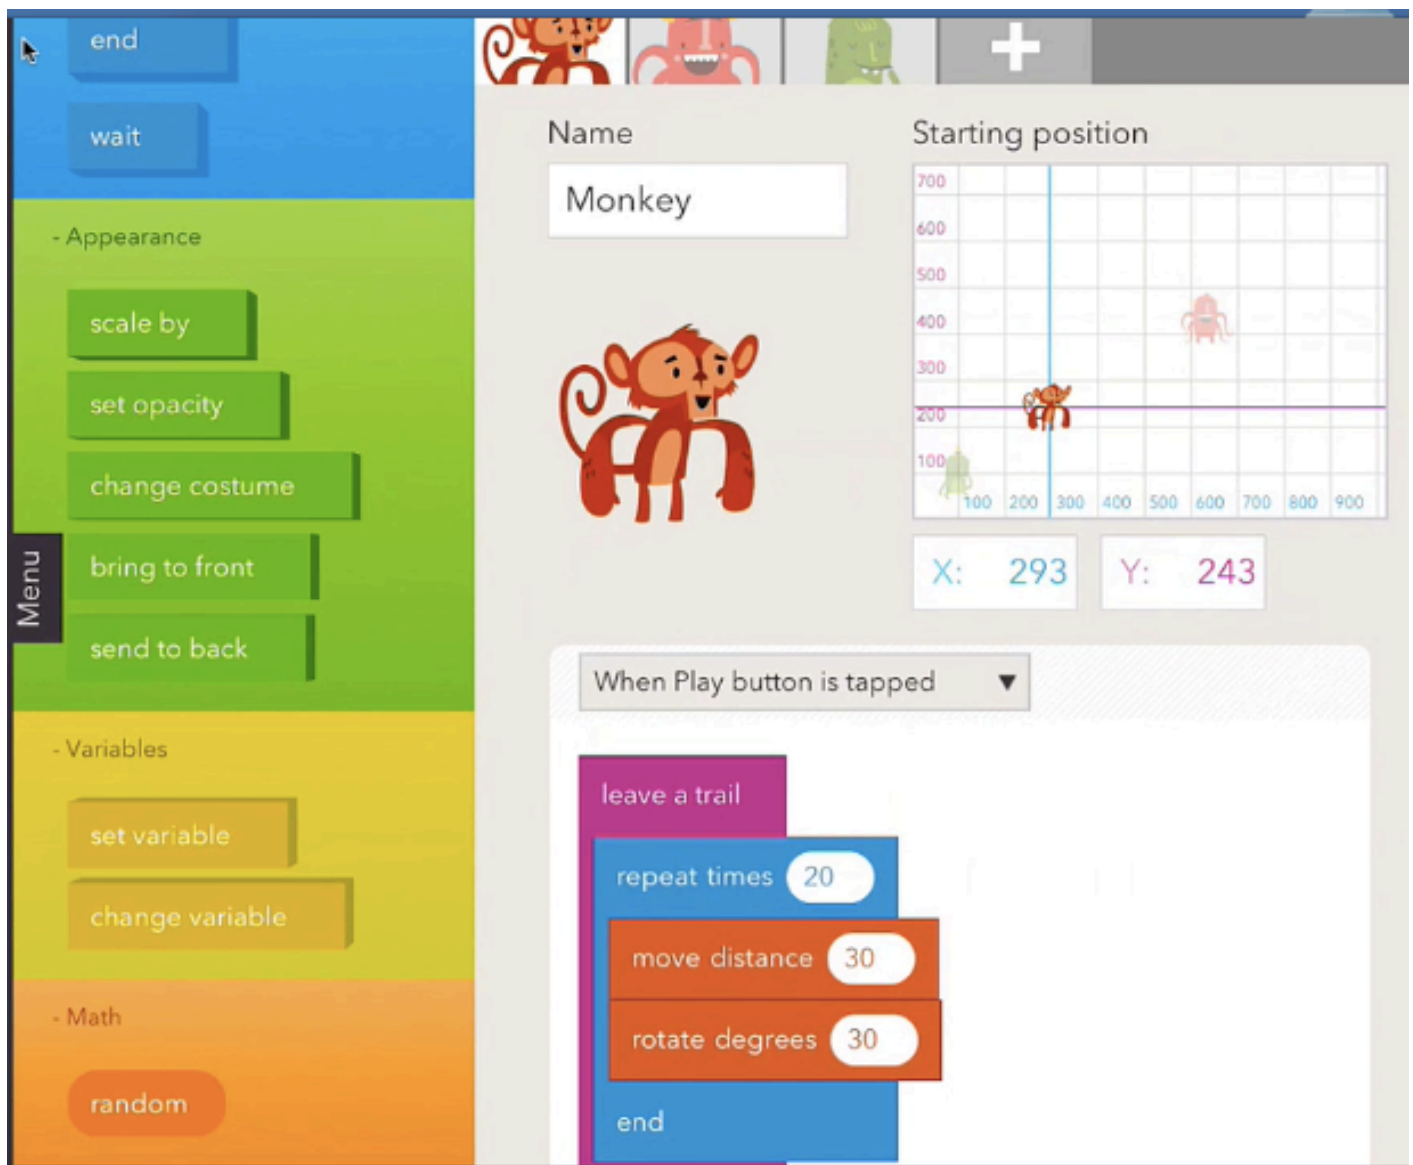 end
wait
- Appearance
scale by
set opacity
change costume
bring to front
send to back
Menu
- Variables
set variable
change variable
- Math
random
Name
Monkey
Starting position
700
600
500
400
300
200
100
100 200 300 400 500 600 700 800 900
X: 293
Y: 243
When Play button is tapped ▼
leave a trail
repeat times 20
move distance 30
rotate degrees 30
end